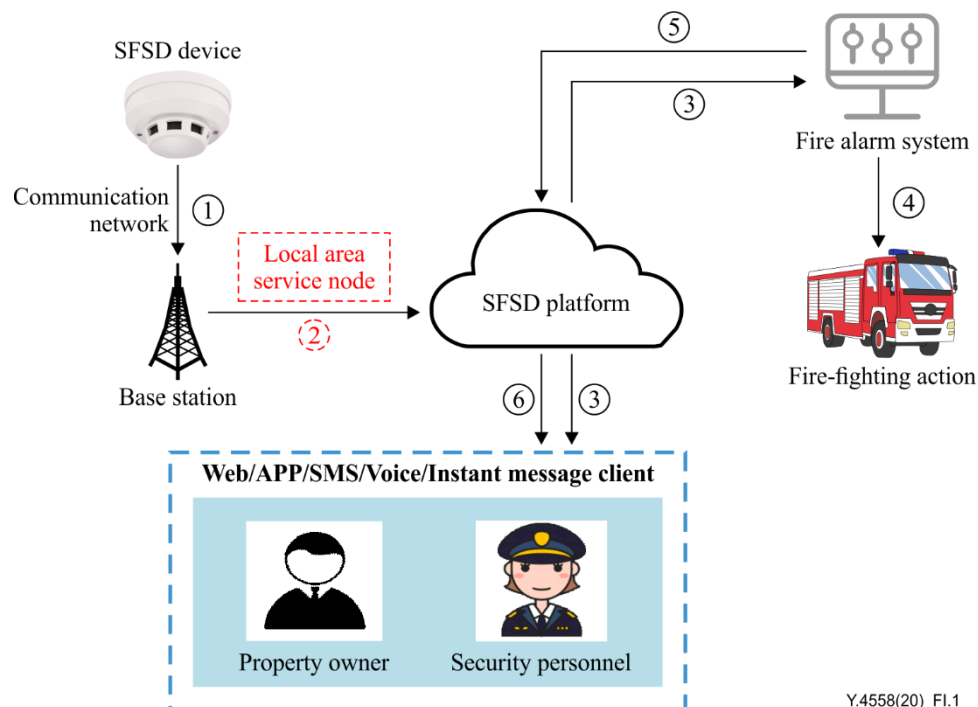 SFSD device
Communication
network
①
Local area
service node
②
Base station
SFSD platform
⑤
③
Fire alarm system
④
Fire-fighting action
⑥
③
Web/APP/SMS/Voice/Instant message client
Property owner
Security personnel
Y.4558(20)_FI.1